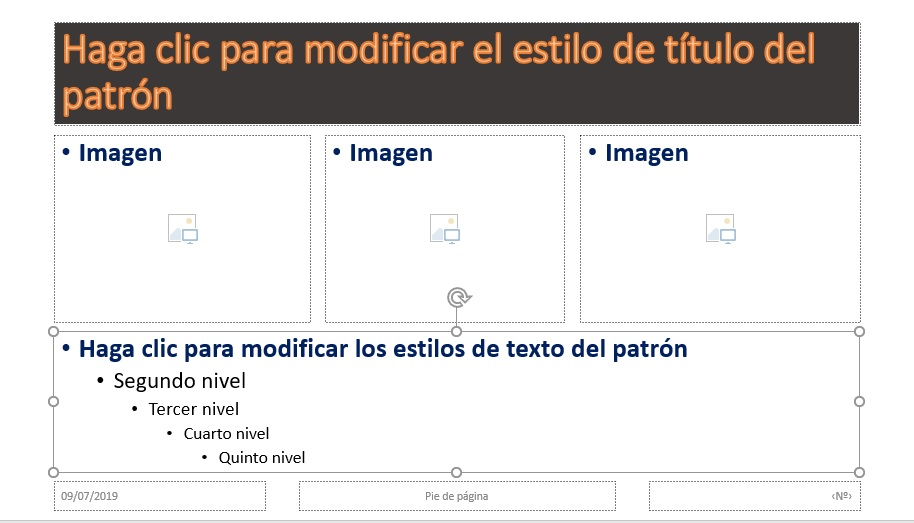 Haga clic para modificar el estilo de título del
patrón
• Imagen
• Imagen
• Imagen
• Haga clic para modificar los estilos de texto del patrón
• Segundo nivel
• Tercer nivel
• Cuarto nivel
• Quinto nivel
09/07/2019
Pie de página
‹Nº›